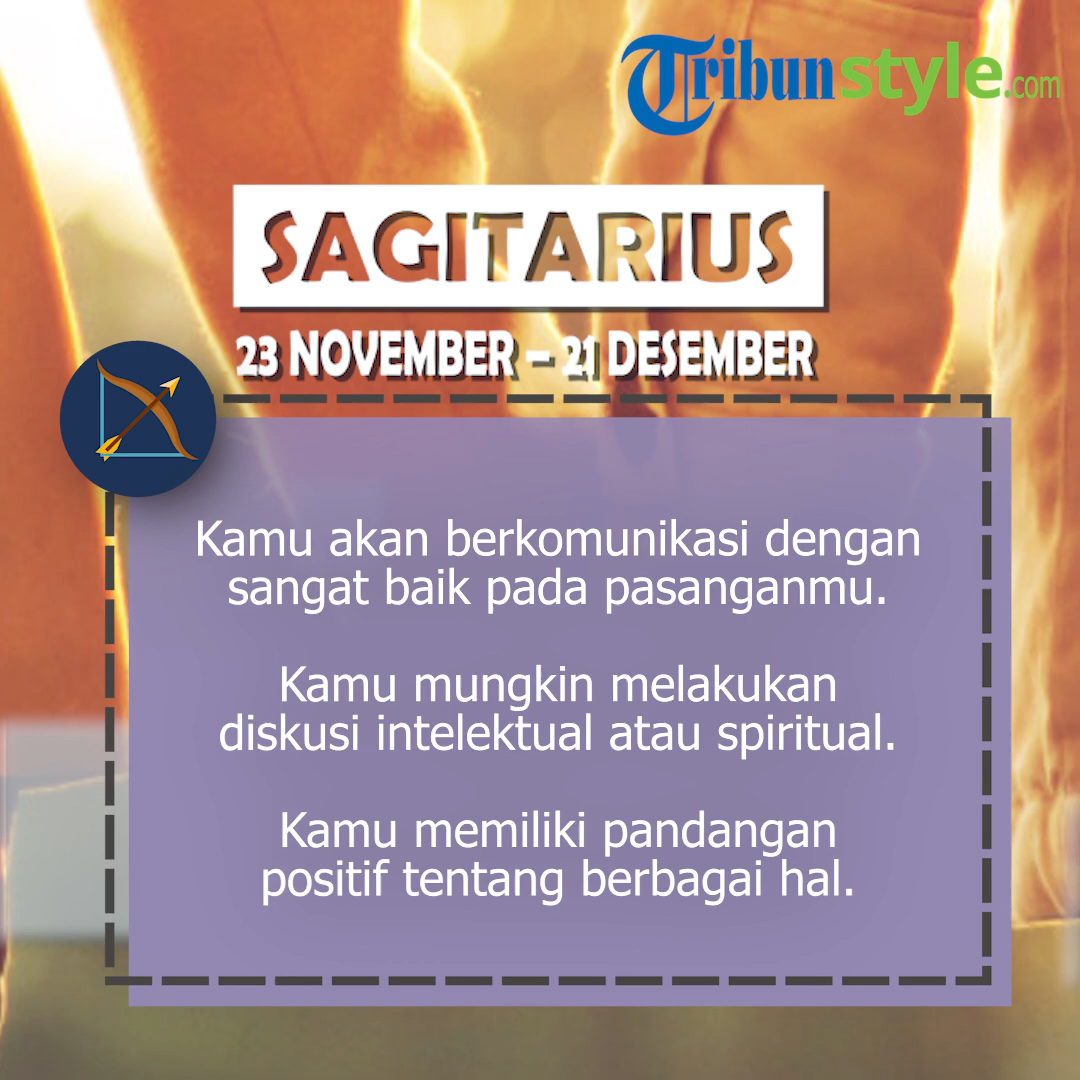 Tribunstyle.com
SAGITARIUS
23 NOVEMBER – 21 DESEMBER
Kamu akan berkomunikasi dengan
sangat baik pada pasanganmu.
Kamu mungkin melakukan
diskusi intelektual atau spiritual.
Kamu memiliki pandangan
positif tentang berbagai hal.